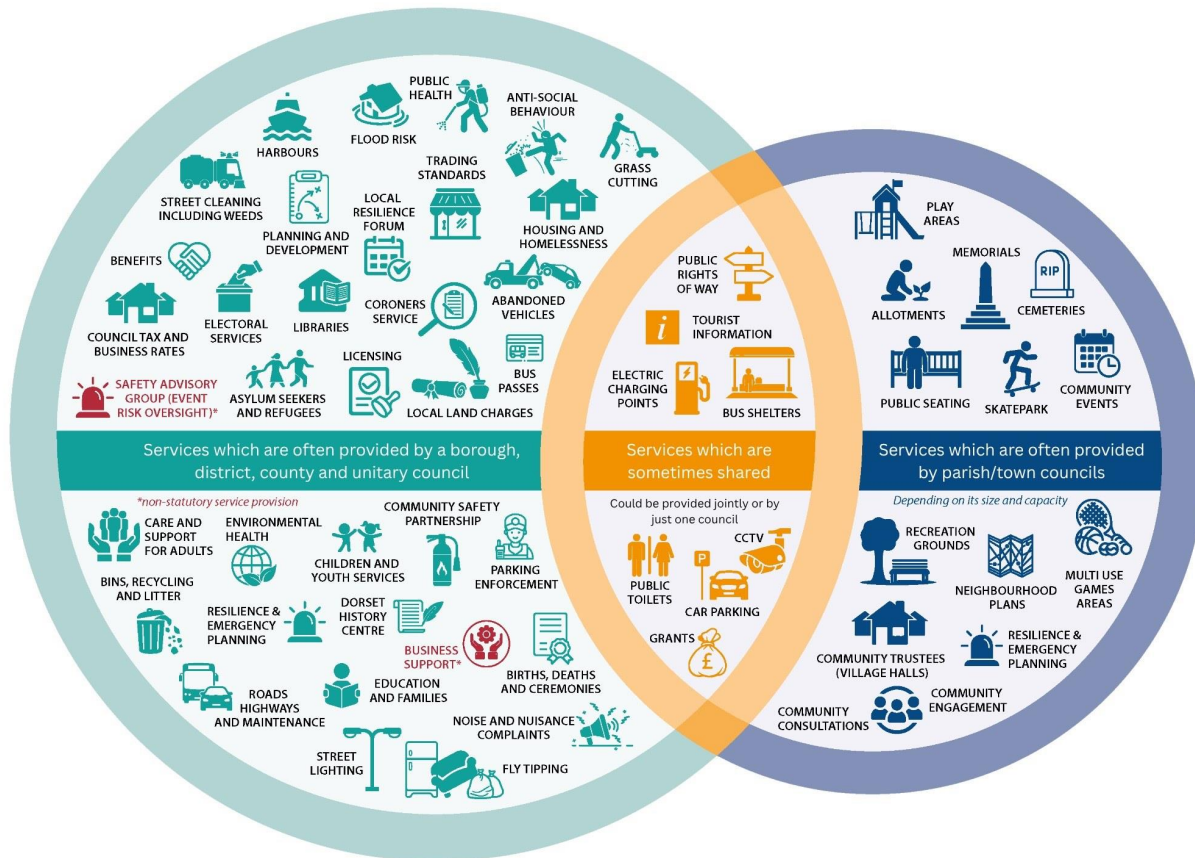 PUBLIC
HEALTH
ANTI-SOCIAL
BEHAVIOUR
HARBOURS
FLOOD RISK
GRASS
CUTTING
TRADING
STANDARDS
STREET CLEANING
INCLUDING WEEDS
LOCAL
RESILIENCE
FORUM
PLANNING AND
DEVELOPMENT
HOUSING AND
HOMELESSNESS
BENEFITS
COUNCIL TAX AND
BUSINESS RATES
ELECTORAL
SERVICES
LIBRARIES
CORONERS
SERVICE
ABANDONED
VEHICLES
SAFETY ADVISORY
GROUP (EVENT
RISK OVERSIGHT)*
ASYLUM SEEKERS
AND REFUGEES
LICENSING
LOCAL LAND CHARGES
BUS
PASSES
Services which are often provided by a borough,
district, county and unitary council
*non-statutory service provision
CARE AND
SUPPORT
FOR ADULTS
ENVIRONMENTAL
HEALTH
COMMUNITY SAFETY
PARTNERSHIP
CHILDREN AND
YOUTH SERVICES
PARKING
ENFORCEMENT
BINS, RECYCLING
AND LITTER
RESILIENCE &
EMERGENCY
PLANNING
DORSET
HISTORY
CENTRE
BUSINESS
SUPPORT*
BIRTHS, DEATHS
AND CEREMONIES
ROADS
HIGHWAYS
AND MAINTENANCE
EDUCATION
AND FAMILIES
NOISE AND NUISANCE
COMPLAINTS
STREET
LIGHTING
FLY TIPPING
PUBLIC
RIGHTS
OF WAY
i
TOURIST
INFORMATION
ELECTRIC
CHARGING
POINTS
BUS SHELTERS
Services which are
sometimes shared
Could be provided jointly or by
just one council
CCTV
PUBLIC
TOILETS
P
CAR PARKING
GRANTS
£
PLAY
AREAS
MEMORIALS
RIP
ALLOTMENTS
CEMETERIES
PUBLIC SEATING
SKATEPARK
COMMUNITY
EVENTS
Services which are often provided
by parish/town councils
Depending on its size and capacity
RECREATION
GROUNDS
NEIGHBOURHOOD
PLANS
MULTI USE
GAMES
AREAS
COMMUNITY TRUSTEES
(VILLAGE HALLS)
RESILIENCE &
EMERGENCY
PLANNING
COMMUNITY
CONSULTATIONS
COMMUNITY
ENGAGEMENT